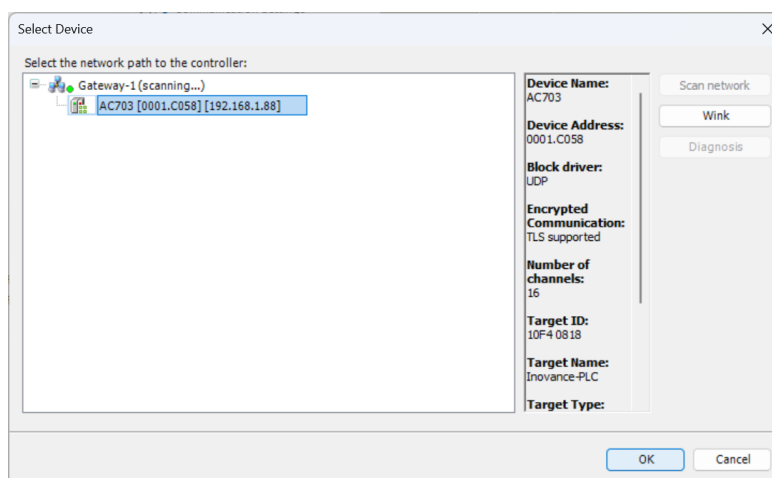 Select Device
Select the network path to the controller:
Gateway-1 (scanning...)
AC703 [0001.C058] [192.168.1.88]
Device Name:
AC703
Device Address:
0001.C058
Block driver:
UDP
Encrypted
Communication:
TLS supported
Number of
channels:
16
Target ID:
10F4 0818
Target Name:
Inovance-PLC
Target Type:
Scan network
Wink
Diagnosis
OK
Cancel